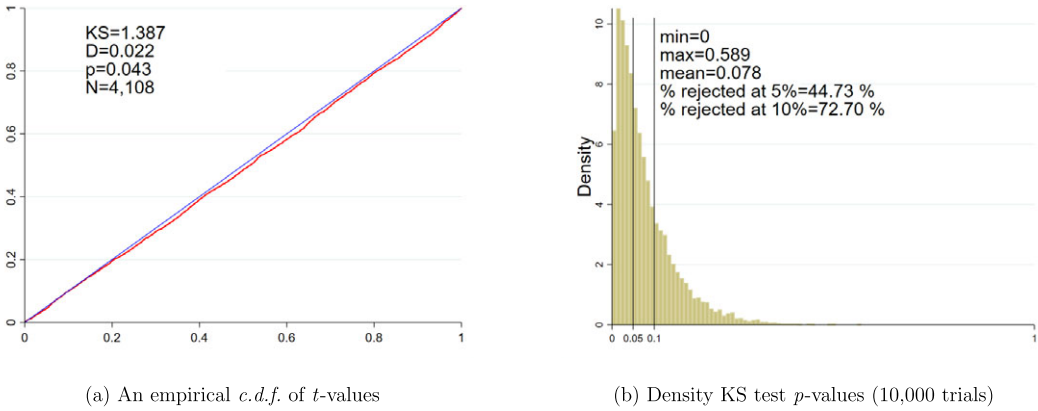 KS=1.387
D=0.022
p=0.043
N=4,108
1
0.8
0.6
0.4
0.2
0
0 0.2 0.4 0.6 0.8 1
(a) An empirical c.d.f. of t-values
min=0
max=0.589
mean=0.078
% rejected at 5%=44.73 %
% rejected at 10%=72.70 %
Density
10
8
6
4
2
0
0 0.05 0.1 1
(b) Density KS test p-values (10,000 trials)